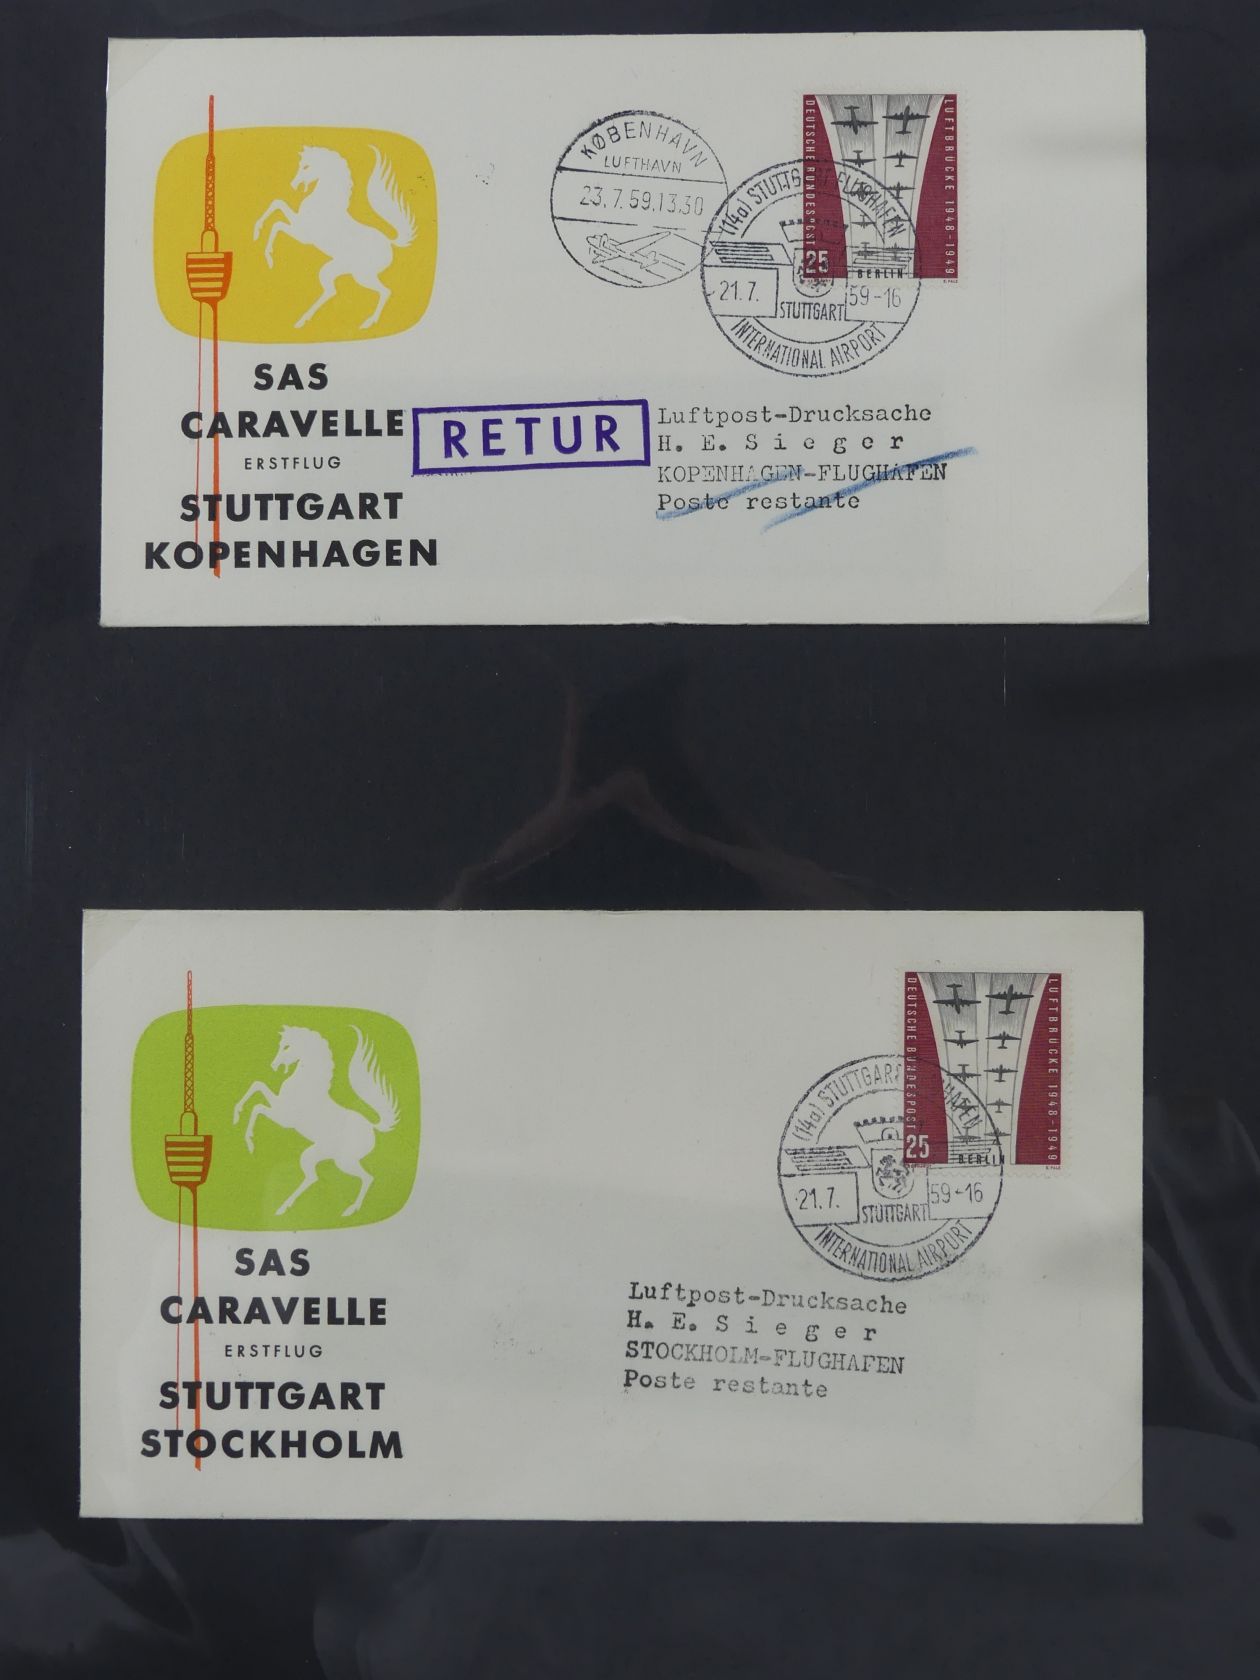 SAS
CARAVELLE
ERSTFLUG
STUTTGART
KOPENHAGEN
RETUR
KØBENHAVN
LUFTHAVN
23.7.59.13.30
(14a) STUTTGART FLUGHAFEN
21.7. 59-16
STUTTGART
INTERNATIONAL AIRPORT
DEUTSCHE BUNDESPOST
LUFTBRÜCKE 1948-1949
25
BERLIN
Luftpost-Drucksache
H. E. Sieger
KOPENHAGEN-FLUGHAFEN
Poste restante
SAS
CARAVELLE
ERSTFLUG
STUTTGART
STOCKHOLM
(14a) STUTTGART HAFEN
21.7. 59-16
STUTTGART
INTERNATIONAL AIRPORT
DEUTSCHE BUNDESPOST
LUFTBRÜCKE 1948-1949
25
BERLIN
Luftpost-Drucksache
H. E. Sieger
STOCKHOLM-FLUGHAFEN
Poste restante